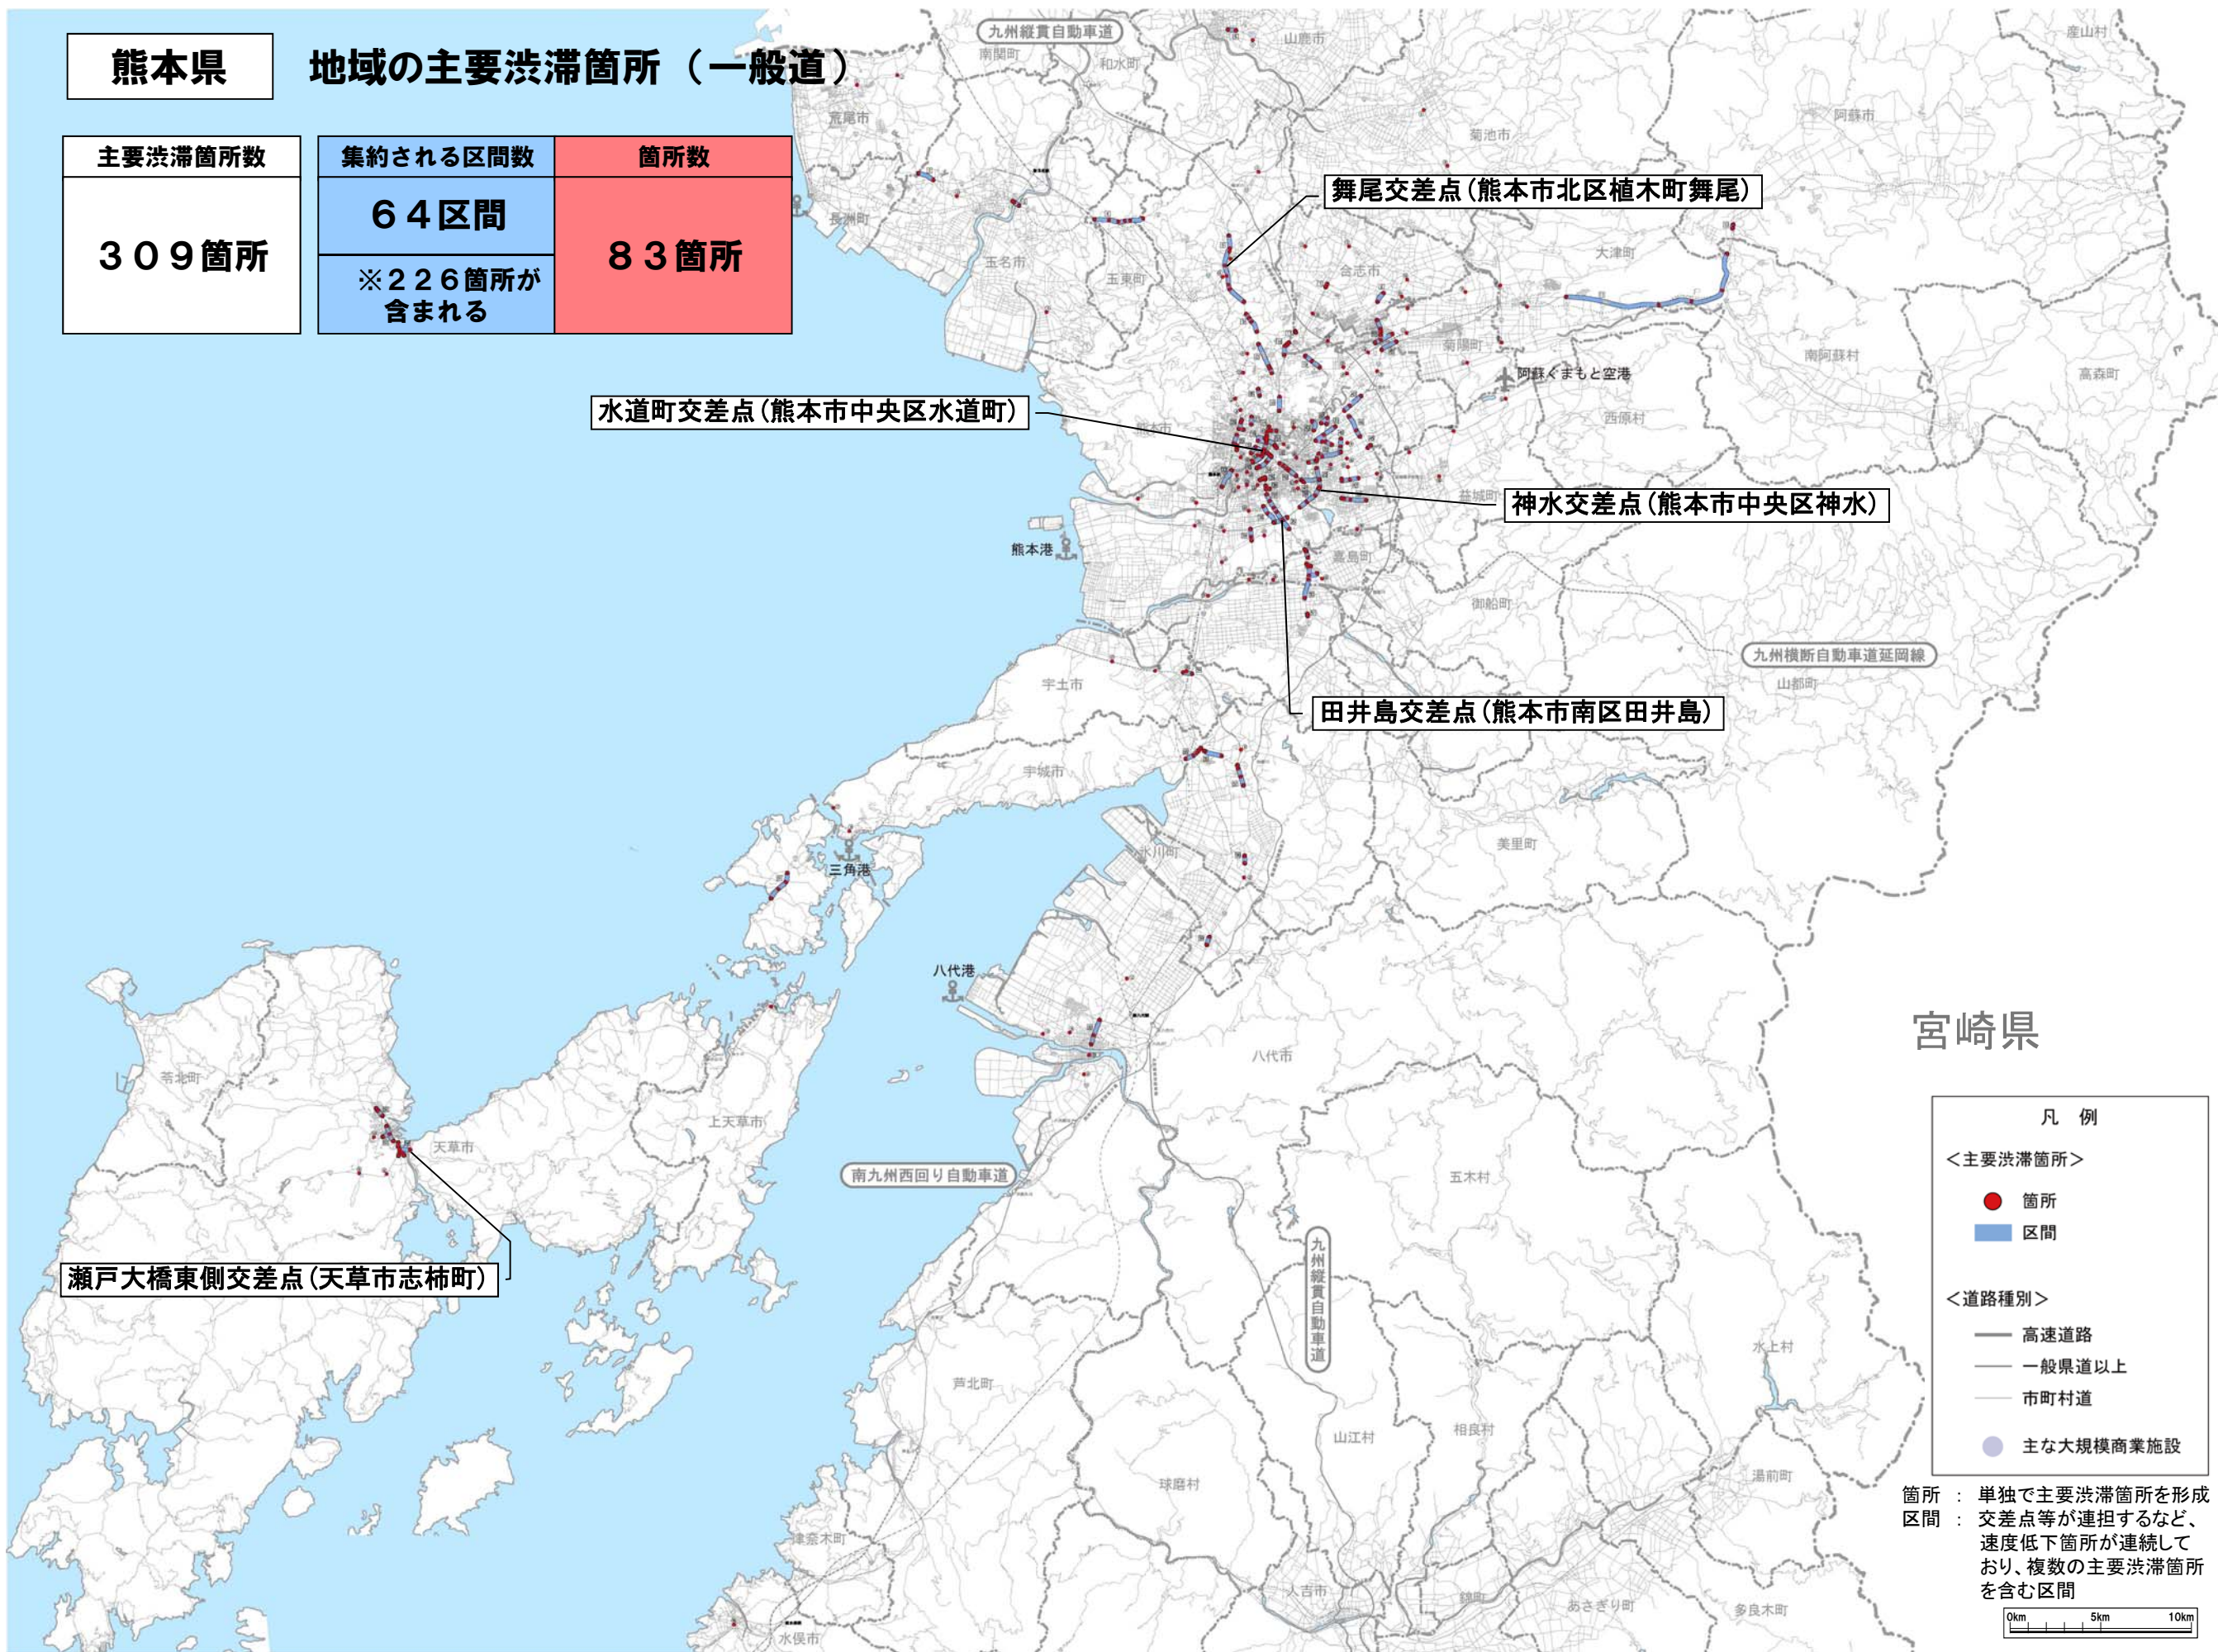 熊本県
地域の主要渋滞箇所（一般道）
主要渋滞箇所数
集約される区間数
箇所数
３０９箇所
６４区間
※２２６箇所が
含まれる
８３箇所
九州縦貫自動車道
南関町
和水町
山鹿市
産山村
荒尾市
菊池市
阿蘇市
長洲町
舞尾交差点（熊本市北区植木町舞尾）
玉名市
玉東町
合志市
大津町
菊陽町
南阿蘇村
高森町
阿蘇くまもと空港
西原村
水道町交差点（熊本市中央区水道町）
熊本市
益城町
神水交差点（熊本市中央区神水）
熊本港
嘉島町
御船町
九州横断自動車道延岡線
山都町
宇土市
田井島交差点（熊本市南区田井島）
宇城市
美里町
氷川町
三角港
八代港
八代市
宮崎県
苓北町
天草市
上天草市
南九州西回り自動車道
五木村
瀬戸大橋東側交差点（天草市志柿町）
九州縦貫自動車道
水上村
芦北町
山江村
相良村
球磨村
湯前町
津奈木町
人吉市
錦町
あさぎり町
多良木町
水俣市
凡　例
＜主要渋滞箇所＞
箇所
区間
＜道路種別＞
高速道路
一般県道以上
市町村道
主な大規模商業施設
箇所　：　単独で主要渋滞箇所を形成
区間　：　交差点等が連担するなど、
速度低下箇所が連続して
おり、複数の主要渋滞箇所
を含む区間
0km 5km 10km